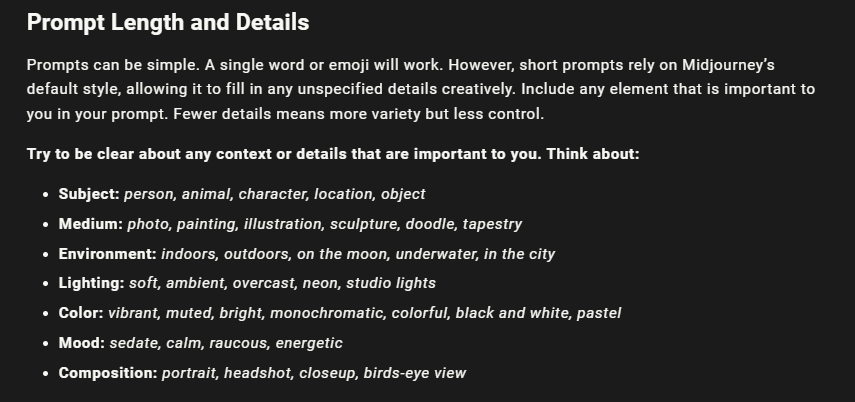 Prompt Length and Details
Prompts can be simple. A single word or emoji will work. However, short prompts rely on Midjourney's
default style, allowing it to fill in any unspecified details creatively. Include any element that is important to
you in your prompt. Fewer details means more variety but less control.
Try to be clear about any context or details that are important to you. Think about:
• Subject: person, animal, character, location, object
• Medium: photo, painting, illustration, sculpture, doodle, tapestry
• Environment: indoors, outdoors, on the moon, underwater, in the city
• Lighting: soft, ambient, overcast, neon, studio lights
• Color: vibrant, muted, bright, monochromatic, colorful, black and white, pastel
• Mood: sedate, calm, raucous, energetic
• Composition: portrait, headshot, closeup, birds-eye view